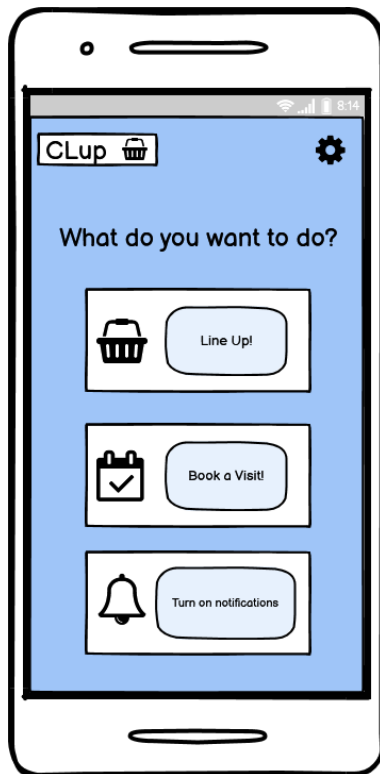 8:14
CLup
What do you want to do?
Line Up!
Book a Visit!
Turn on notifications